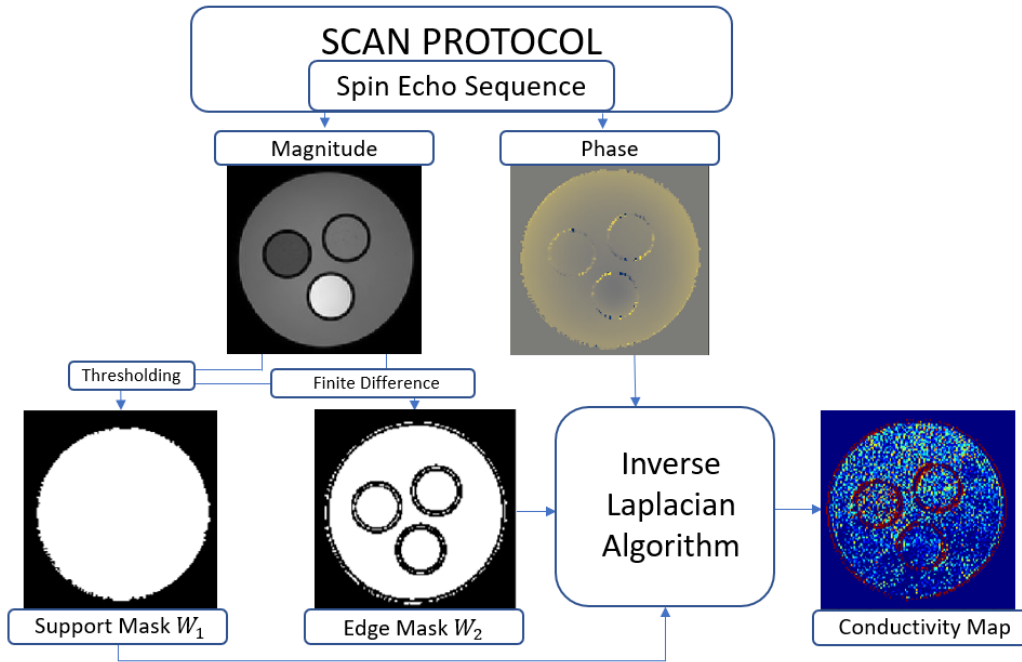 SCAN PROTOCOL
Spin Echo Sequence
Magnitude
Phase
Thresholding
Finite Difference
Inverse
Laplacian
Algorithm
Support Mask W₁
Edge Mask W₂
Conductivity Map